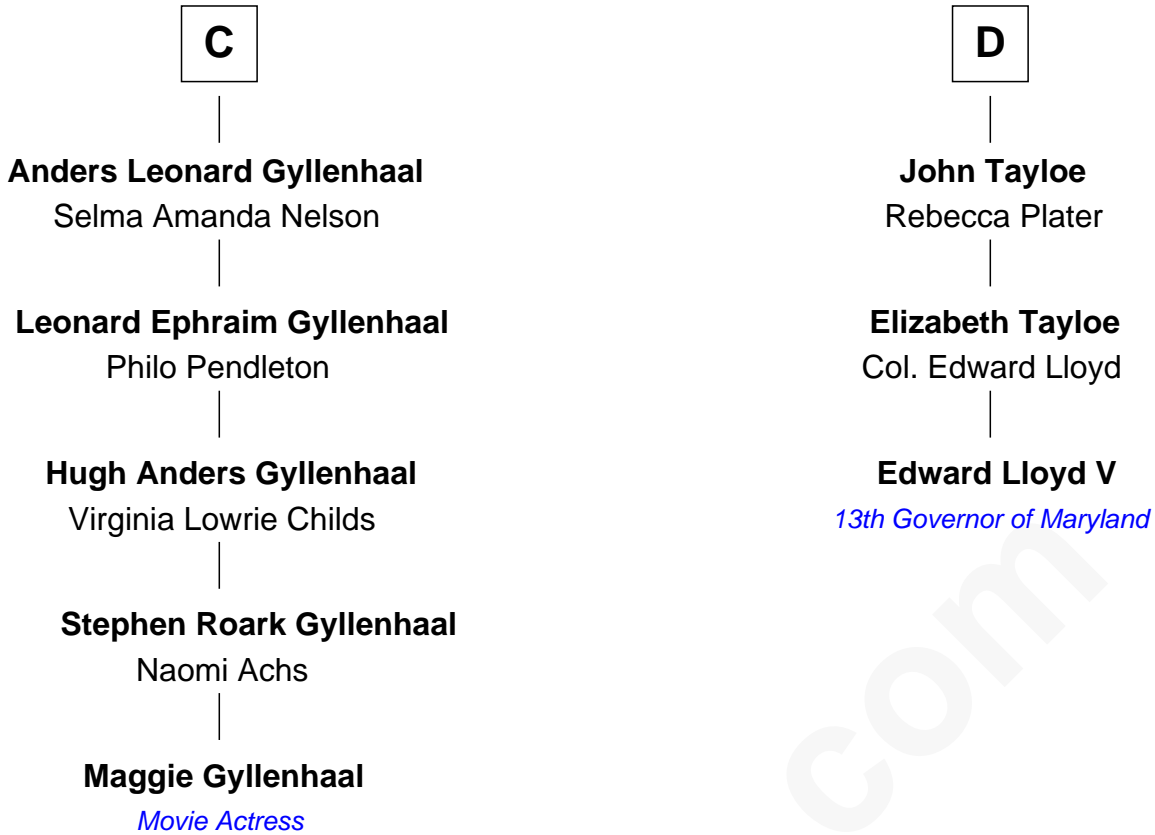 C
Anders Leonard Gyllenhaal
Selma Amanda Nelson
Leonard Ephraim Gyllenhaal
Philo Pendleton
Hugh Anders Gyllenhaal
Virginia Lowrie Childs
Stephen Roark Gyllenhaal
Naomi Achs
Maggie Gyllenhaal
Movie Actress
D
John Tayloe
Rebecca Plater
Elizabeth Tayloe
Col. Edward Lloyd
Edward Lloyd V
13th Governor of Maryland
com